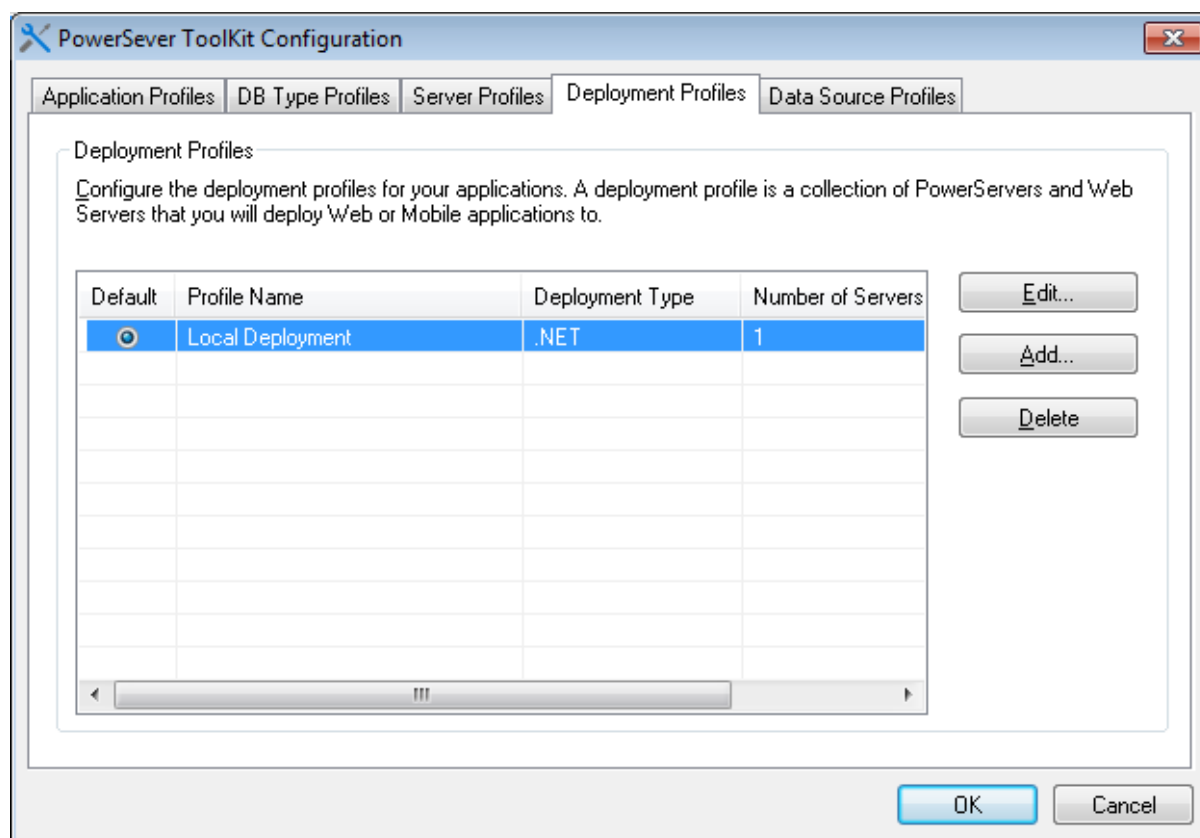 PowerSever ToolKit Configuration
Application Profiles DB Type Profiles Server Profiles Deployment Profiles Data Source Profiles
Deployment Profiles
Configure the deployment profiles for your applications. A deployment profile is a collection of PowerServers and Web
Servers that you will deploy Web or Mobile applications to.
Default Profile Name Deployment Type Number of Servers
Local Deployment .NET 1
Edit...
Add...
Delete
OK Cancel